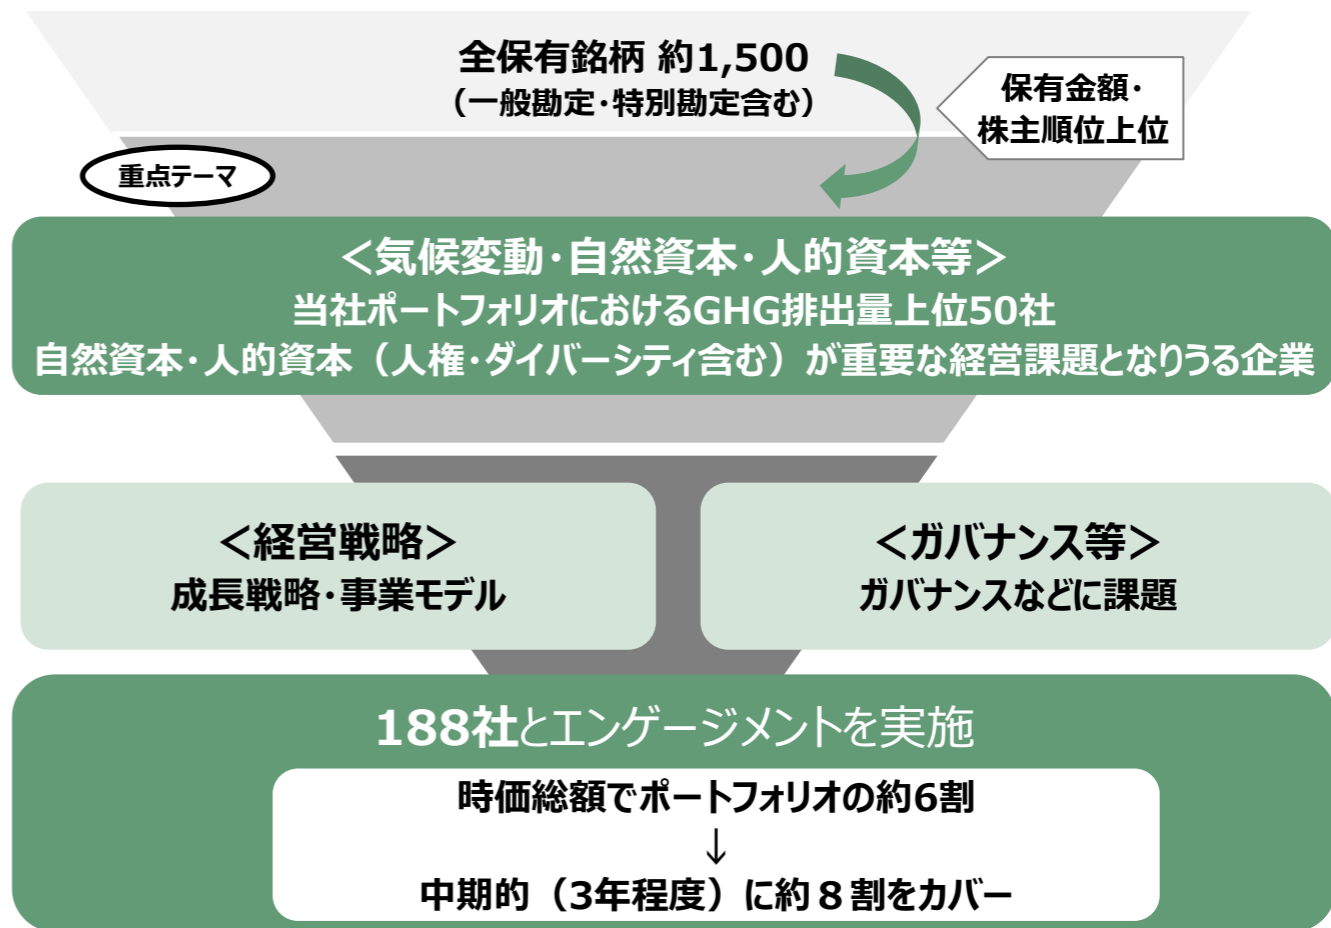 全保有銘柄 約1,500
（一般勘定･特別勘定含む）
保有金額･
株主順位上位
重点テーマ
＜気候変動･自然資本･人的資本等＞
当社ポートフォリオにおけるGHG排出量上位50社
自然資本･人的資本（人権･ダイバーシティ含む）が重要な経営課題となりうる企業
＜経営戦略＞
成長戦略･事業モデル
＜ガバナンス等＞
ガバナンスなどに課題
188社とエンゲージメントを実施
時価総額でポートフォリオの約6割
↓
中期的（3年程度）に約８割をカバー